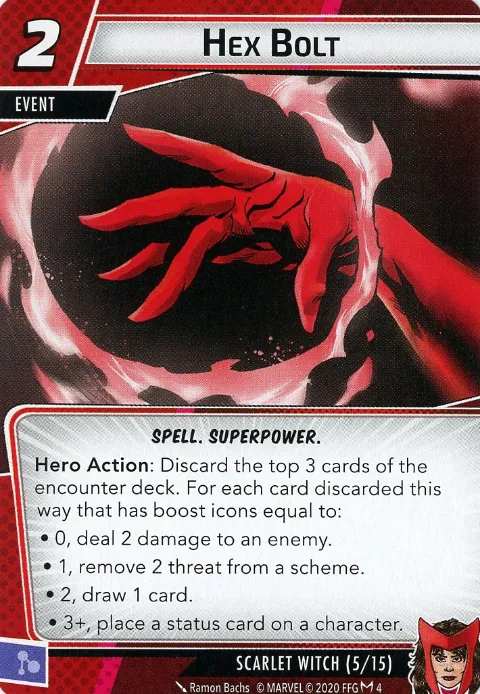 2
HEX BOLT
EVENT
SPELL. SUPERPOWER.
Hero Action: Discard the top 3 cards of the
encounter deck. For each card discarded this
way that has boost icons equal to:
• 0, deal 2 damage to an enemy.
• 1, remove 2 threat from a scheme.
• 2, draw 1 card.
• 3+, place a status card on a character.
SCARLET WITCH (5/15)
Ramon Bachs © MARVEL © 2020 FFG 4